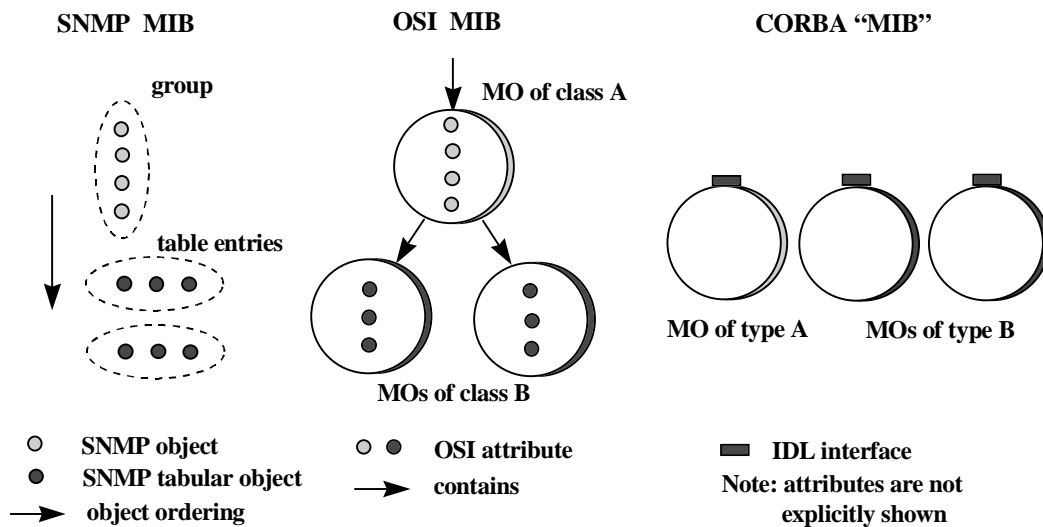 SNMP MIB
OSI MIB
CORBA “MIB”
group
table entries
MO of class A
MOs of class B
MO of type A
MOs of type B
SNMP object
SNMP tabular object
object ordering
OSI attribute
contains
IDL interface
Note: attributes are not
explicitly shown